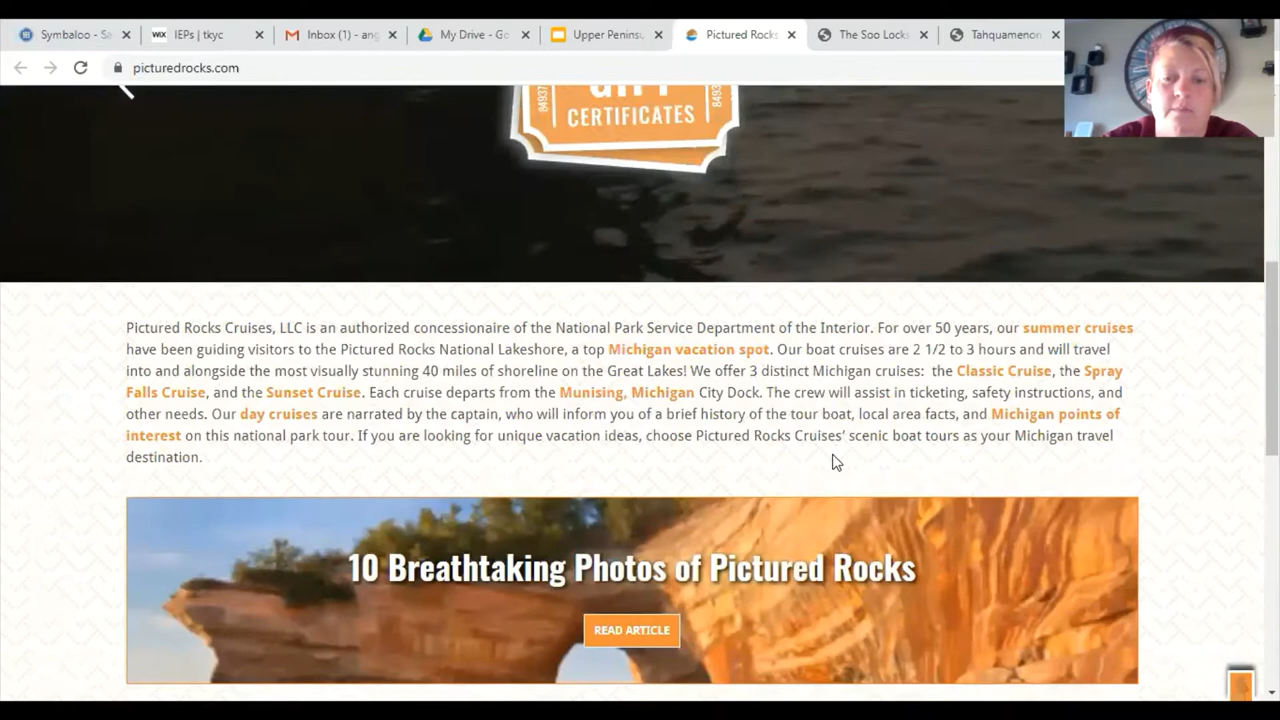 Symbaloo - Sa
IEPs | tkyc
Inbox (1) - ang
My Drive - Go
Upper Peninsu
Pictured Rocks
The Soo Locks
Tahquamenon
picturedrocks.com
CERTIFICATES
Pictured Rocks Cruises, LLC is an authorized concessionaire of the National Park Service Department of the Interior. For over 50 years, our summer cruises
have been guiding visitors to the Pictured Rocks National Lakeshore, a top Michigan vacation spot. Our boat cruises are 2 1/2 to 3 hours and will travel
into and alongside the most visually stunning 40 miles of shoreline on the Great Lakes! We offer 3 distinct Michigan cruises: the Classic Cruise, the Spray
Falls Cruise, and the Sunset Cruise. Each cruise departs from the Munising, Michigan City Dock. The crew will assist in ticketing, safety instructions, and
other needs. Our day cruises are narrated by the captain, who will inform you of a brief history of the tour boat, local area facts, and Michigan points of
interest on this national park tour. If you are looking for unique vacation ideas, choose Pictured Rocks Cruises’ scenic boat tours as your Michigan travel
destination.
10 Breathtaking Photos of Pictured Rocks
READ ARTICLE